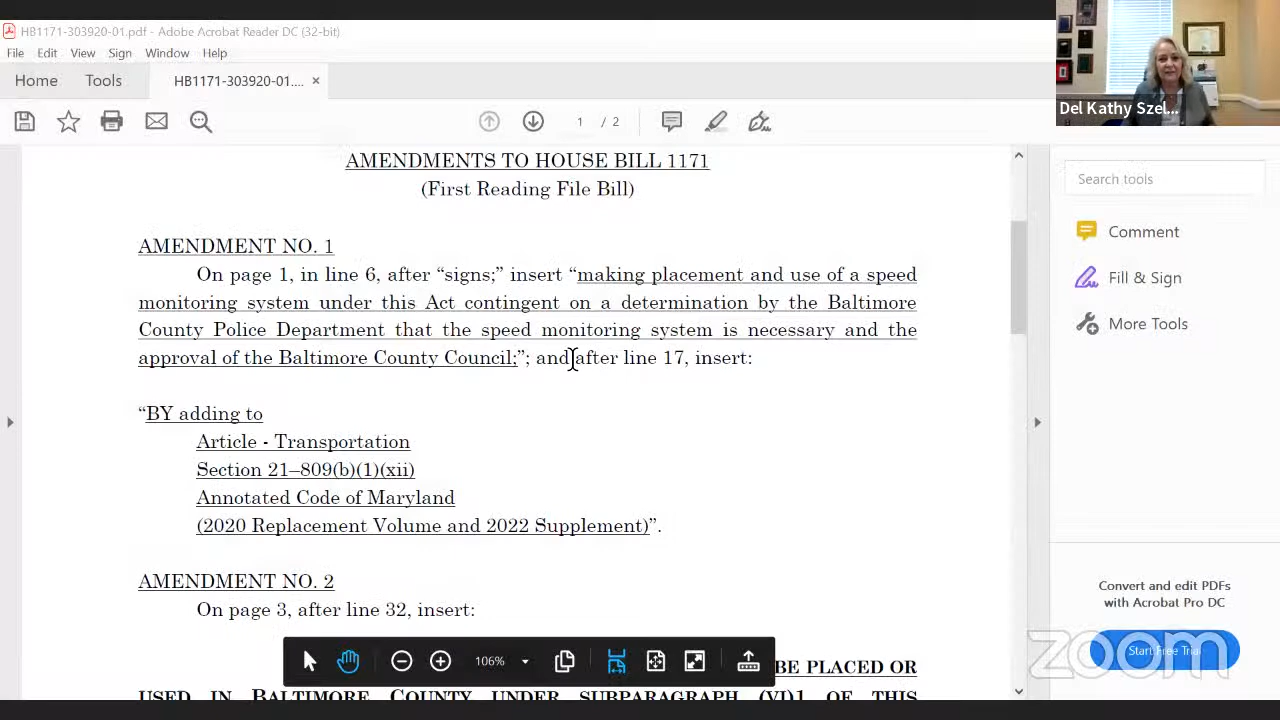 HB1171-303920-01.pdf - Adobe Acrobat Reader DC (32-bit)
File Edit View Sign Window Help
Home Tools HB1171-303920-01.... ×
1 / 2
Del Kathy Szel...
AMENDMENTS TO HOUSE BILL 1171
(First Reading File Bill)
AMENDMENT NO. 1
On page 1, in line 6, after “signs;” insert “making placement and use of a speed
monitoring system under this Act contingent on a determination by the Baltimore
County Police Department that the speed monitoring system is necessary and the
approval of the Baltimore County Council;”; and after line 17, insert:
“BY adding to
Article - Transportation
Section 21–809(b)(1)(xii)
Annotated Code of Maryland
(2020 Replacement Volume and 2022 Supplement)”.
AMENDMENT NO. 2
On page 3, after line 32, insert:
BE PLACED OR
USED IN BALTIMORE COUNTY UNDER SUBPARAGRAPH (VI)1 OF THIS
106%
Search tools
Comment
Fill & Sign
More Tools
Convert and edit PDFs
with Acrobat Pro DC
Start Free Trial
zoom